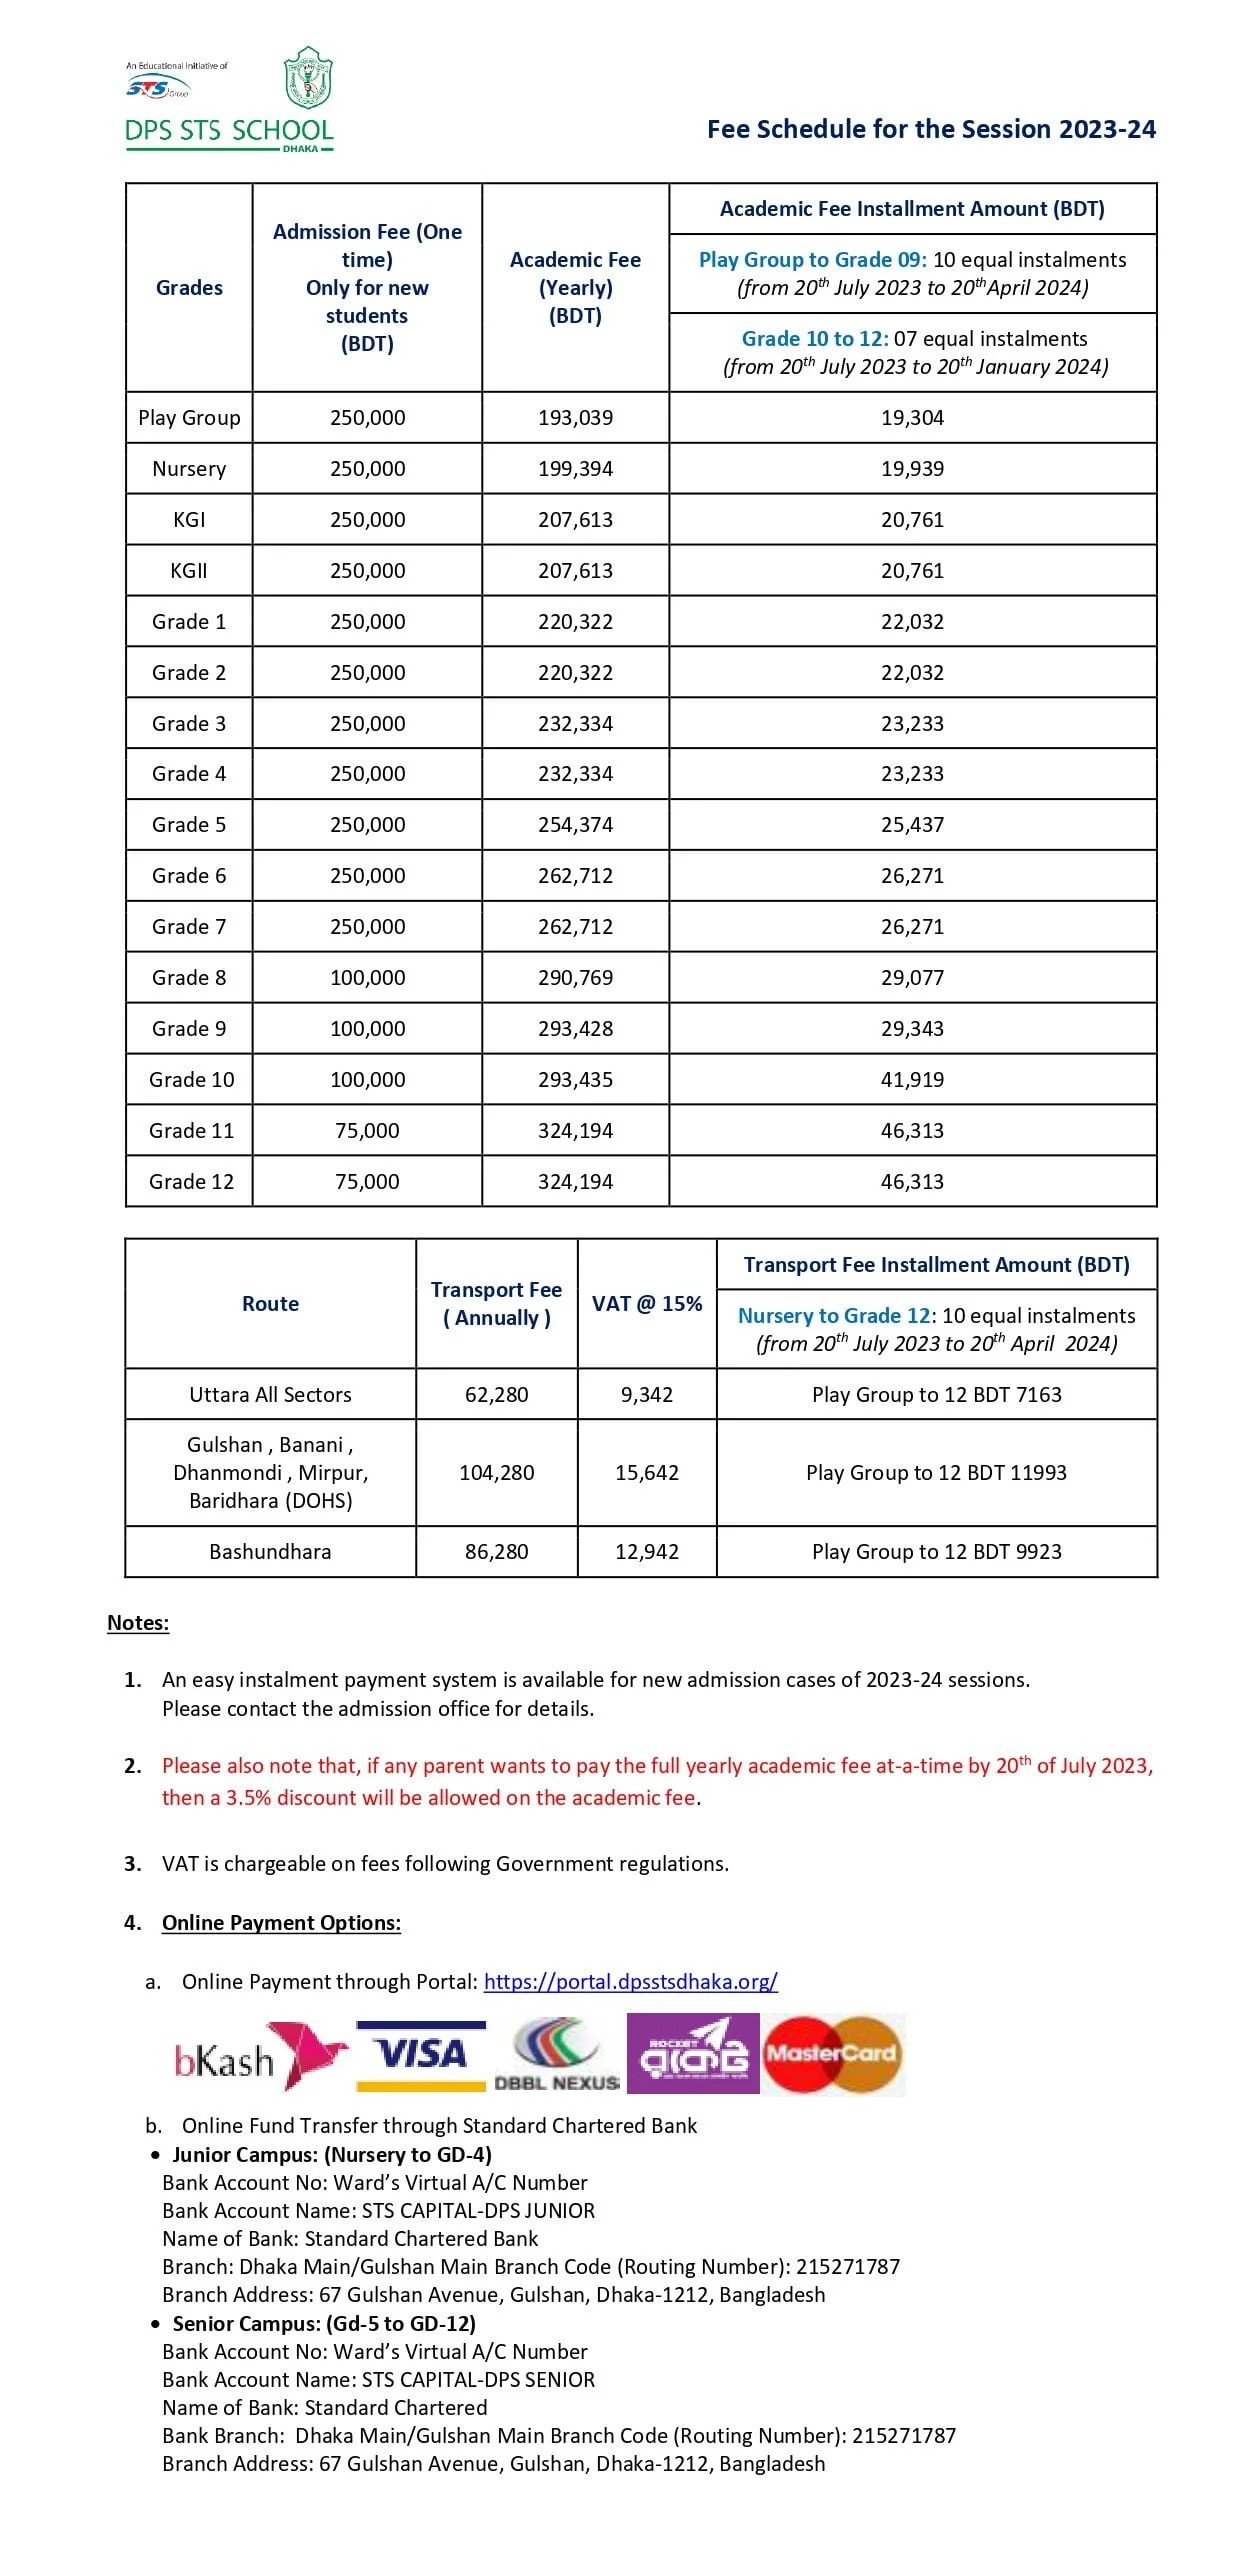 An Educational Initiative of
STS Group
DPS STS SCHOOL
DHAKA
Fee Schedule for the Session 2023-24
Grades
Admission Fee (One
time)
Only for new
students
(BDT)
Academic Fee
(Yearly)
(BDT)
Academic Fee Installment Amount (BDT)
Play Group to Grade 09: 10 equal instalments
(from 20th July 2023 to 20thApril 2024)
Grade 10 to 12: 07 equal instalments
(from 20th July 2023 to 20th January 2024)
Play Group 250,000 193,039 19,304
Nursery 250,000 199,394 19,939
KGI 250,000 207,613 20,761
KGII 250,000 207,613 20,761
Grade 1 250,000 220,322 22,032
Grade 2 250,000 220,322 22,032
Grade 3 250,000 232,334 23,233
Grade 4 250,000 232,334 23,233
Grade 5 250,000 254,374 25,437
Grade 6 250,000 262,712 26,271
Grade 7 250,000 262,712 26,271
Grade 8 100,000 290,769 29,077
Grade 9 100,000 293,428 29,343
Grade 10 100,000 293,435 41,919
Grade 11 75,000 324,194 46,313
Grade 12 75,000 324,194 46,313
Route
Transport Fee
( Annually )
VAT @ 15%
Transport Fee Installment Amount (BDT)
Nursery to Grade 12: 10 equal instalments
(from 20th July 2023 to 20th April 2024)
Uttara All Sectors 62,280 9,342 Play Group to 12 BDT 7163
Gulshan , Banani ,
Dhanmondi , Mirpur,
Baridhara (DOHS)
104,280 15,642 Play Group to 12 BDT 11993
Bashundhara 86,280 12,942 Play Group to 12 BDT 9923
Notes:
1. An easy instalment payment system is available for new admission cases of 2023-24 sessions.
Please contact the admission office for details.
2. Please also note that, if any parent wants to pay the full yearly academic fee at-a-time by 20th of July 2023,
then a 3.5% discount will be allowed on the academic fee.
3. VAT is chargeable on fees following Government regulations.
4. Online Payment Options:
a. Online Payment through Portal: https://portal.dpsstsdhaka.org/
bKash VISA DBBL NEXUS ROCKET রকেট MasterCard
b. Online Fund Transfer through Standard Chartered Bank
• Junior Campus: (Nursery to GD-4)
Bank Account No: Ward’s Virtual A/C Number
Bank Account Name: STS CAPITAL-DPS JUNIOR
Name of Bank: Standard Chartered Bank
Branch: Dhaka Main/Gulshan Main Branch Code (Routing Number): 215271787
Branch Address: 67 Gulshan Avenue, Gulshan, Dhaka-1212, Bangladesh
• Senior Campus: (Gd-5 to GD-12)
Bank Account No: Ward’s Virtual A/C Number
Bank Account Name: STS CAPITAL-DPS SENIOR
Name of Bank: Standard Chartered
Bank Branch: Dhaka Main/Gulshan Main Branch Code (Routing Number): 215271787
Branch Address: 67 Gulshan Avenue, Gulshan, Dhaka-1212, Bangladesh